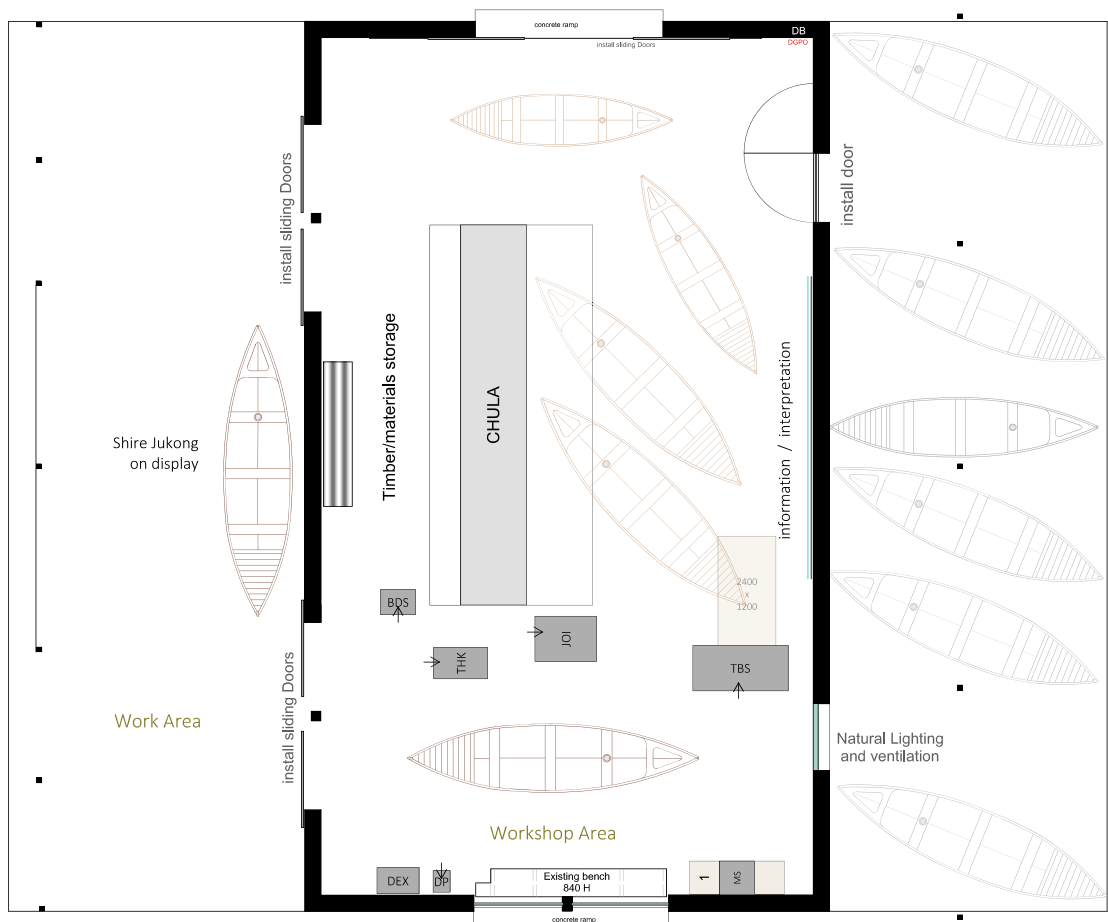 concrete ramp
install sliding Doors
DB
DGPO
install sliding Doors
install door
Timber/materials storage
CHULA
information / interpretation
Shire Jukong
on display
2400
x
1200
BDS
JOI
THK
TBS
install sliding Doors
Work Area
Natural Lighting
and ventilation
Workshop Area
DEX
DP
Existing bench
840 H
1
MS
concrete ramp